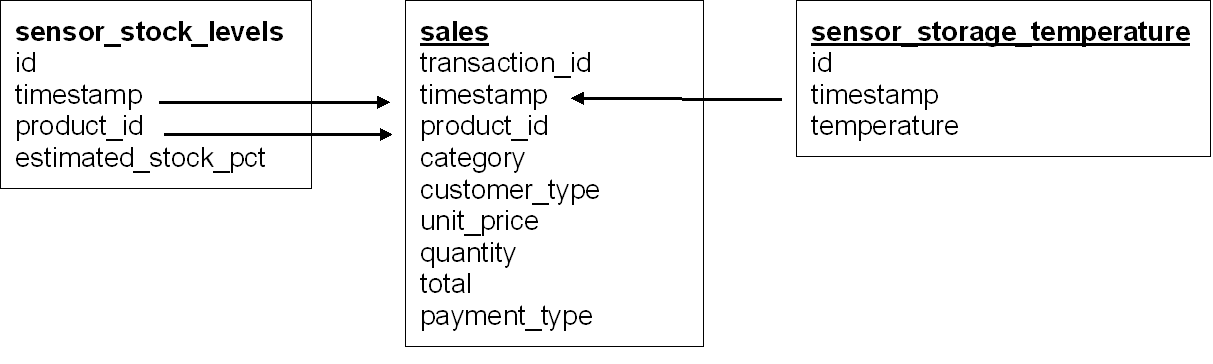 sensor_stock_levels
id
timestamp
product_id
estimated_stock_pct
sales
transaction_id
timestamp
product_id
category
customer_type
unit_price
quantity
total
payment_type
sensor_storage_temperature
id
timestamp
temperature